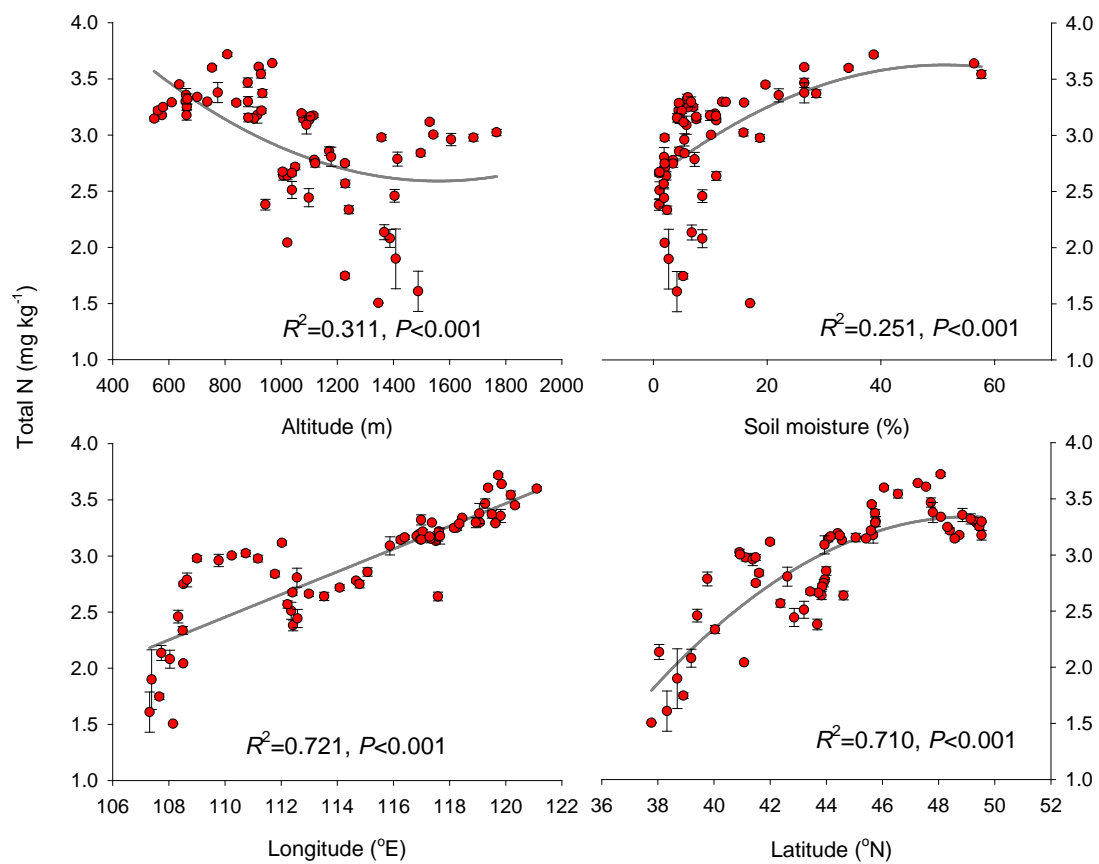 4.0
3.5
3.0
2.5
2.0
1.5
1.0
400 600 800 1000 1200 1400 1600 1800 2000
Altitude (m)
R²=0.311, P<0.001
4.0
3.5
3.0
2.5
2.0
1.5
1.0
0 20 40 60
Soil moisture (%)
R²=0.251, P<0.001
Total N (mg kg⁻¹)
4.0
3.5
3.0
2.5
2.0
1.5
1.0
106 108 110 112 114 116 118 120 122
Longitude (°E)
R²=0.721, P<0.001
4.0
3.5
3.0
2.5
2.0
1.5
1.0
36 38 40 42 44 46 48 50 52
Latitude (°N)
R²=0.710, P<0.001